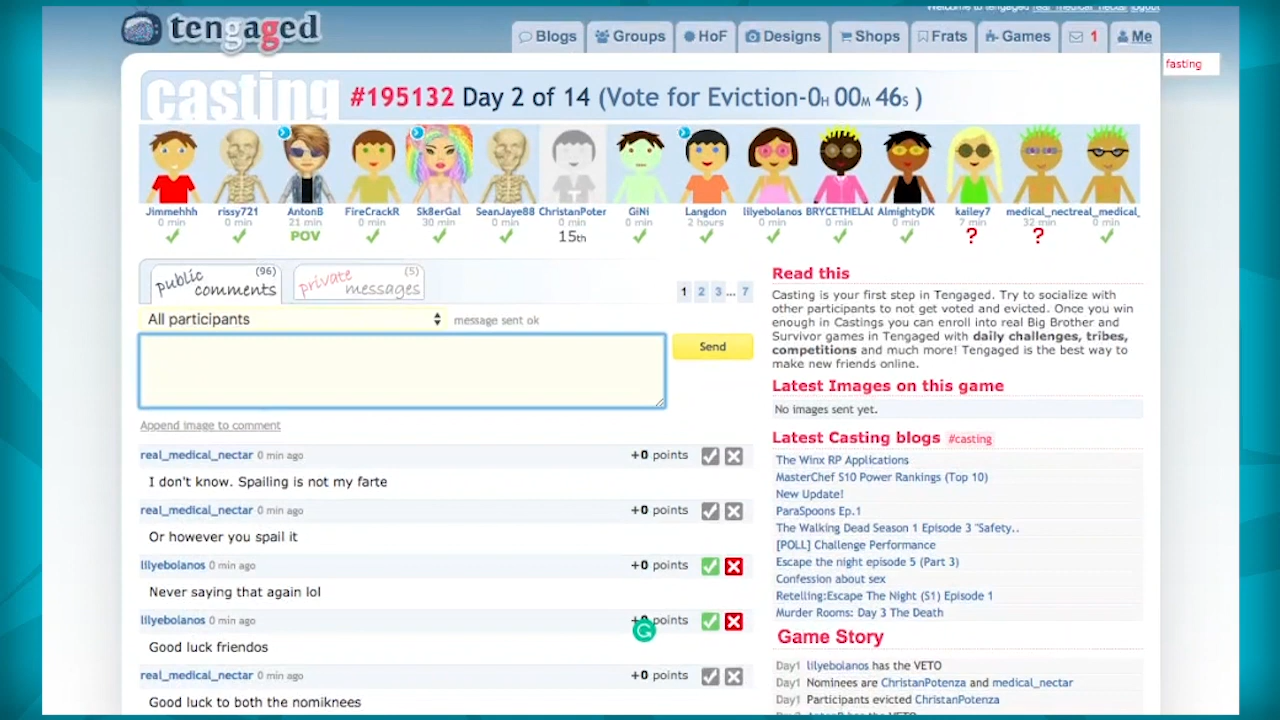 Welcome to tengaged real_medical_nectar logout
tengaged
Blogs
Groups
HoF
Designs
Shops
Frats
Games
1
Me
fasting
casting
#195132 Day 2 of 14 (Vote for Eviction-0H 00M 46S )
Jimmehhh
rissy721
AntonB
FireCrackR
Sk8erGal
SeanJaye88
ChristanPoter
GiNi
Langdon
lilyebolanos
BRYCETHELAD
AlmightyDK
kailey7
medical_nect
real_medical_
0 min
0 min
21 min
0 min
30 min
0 min
0 min
0 min
2 hours
0 min
0 min
0 min
7 min
32 min
0 min
POV
15th
?
?
public comments (96)
private messages (5)
1 2 3 ... 7
All participants
message sent ok
Send
Append image to comment
real_medical_nectar 0 min ago
+0 points
I don't know. Spailing is not my farte
real_medical_nectar 0 min ago
+0 points
Or however you spail it
lilyebolanos 0 min ago
+0 points
Never saying that again lol
lilyebolanos 0 min ago
+0 points
Good luck friendos
real_medical_nectar 0 min ago
+0 points
Good luck to both the nomiknees
Read this
Casting is your first step in Tengaged. Try to socialize with
other participants to not get voted and evicted. Once you win
enough in Castings you can enroll into real Big Brother and
Survivor games in Tengaged with daily challenges, tribes,
competitions and much more! Tengaged is the best way to
make new friends online.
Latest Images on this game
No images sent yet.
Latest Casting blogs #casting
The Winx RP Applications
MasterChef S10 Power Rankings (Top 10)
New Update!
ParaSpoons Ep.1
The Walking Dead Season 1 Episode 3 "Safety..
[POLL] Challenge Performance
Escape the night episode 5 (Part 3)
Confession about sex
Retelling:Escape The Night (S1) Episode 1
Murder Rooms: Day 3 The Death
Game Story
Day1 lilyebolanos has the VETO
Day1 Nominees are ChristanPotenza and medical_nectar
Day1 Participants evicted ChristanPotenza